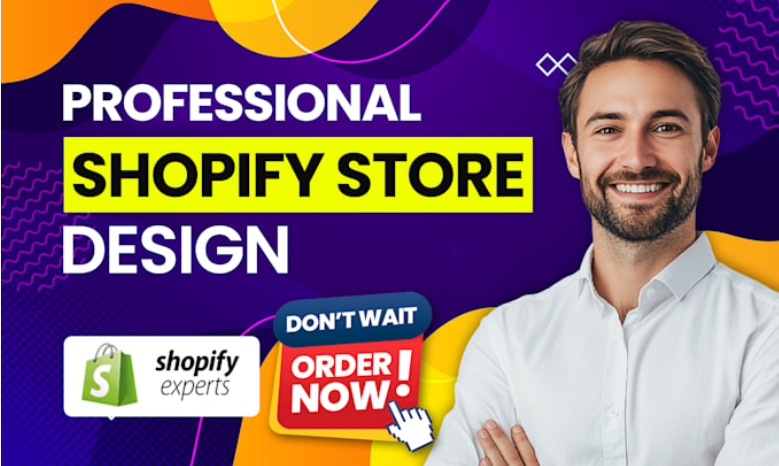 PROFESSIONAL
SHOPIFY STORE
DESIGN
shopify
experts
DON'T WAIT
ORDER
NOW!